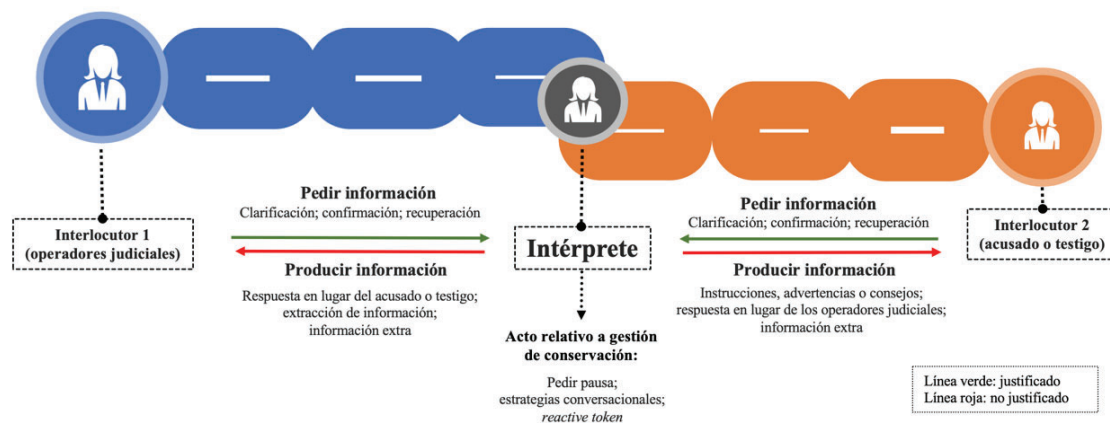 Pedir información
Clarificación; confirmación; recuperación
Interlocutor 1
(operadores judiciales)
Producir información
Respuesta en lugar del acusado o testigo;
extracción de información;
información extra
Intérprete
Acto relativo a gestión
de conservación:
Pedir pausa;
estrategias conversacionales;
reactive token
Pedir información
Clarificación; confirmación; recuperación
Interlocutor 2
(acusado o testigo)
Producir información
Instrucciones, advertencias o consejos;
respuesta en lugar de los operadores judiciales;
información extra
Línea verde: justificado
Línea roja: no justificado